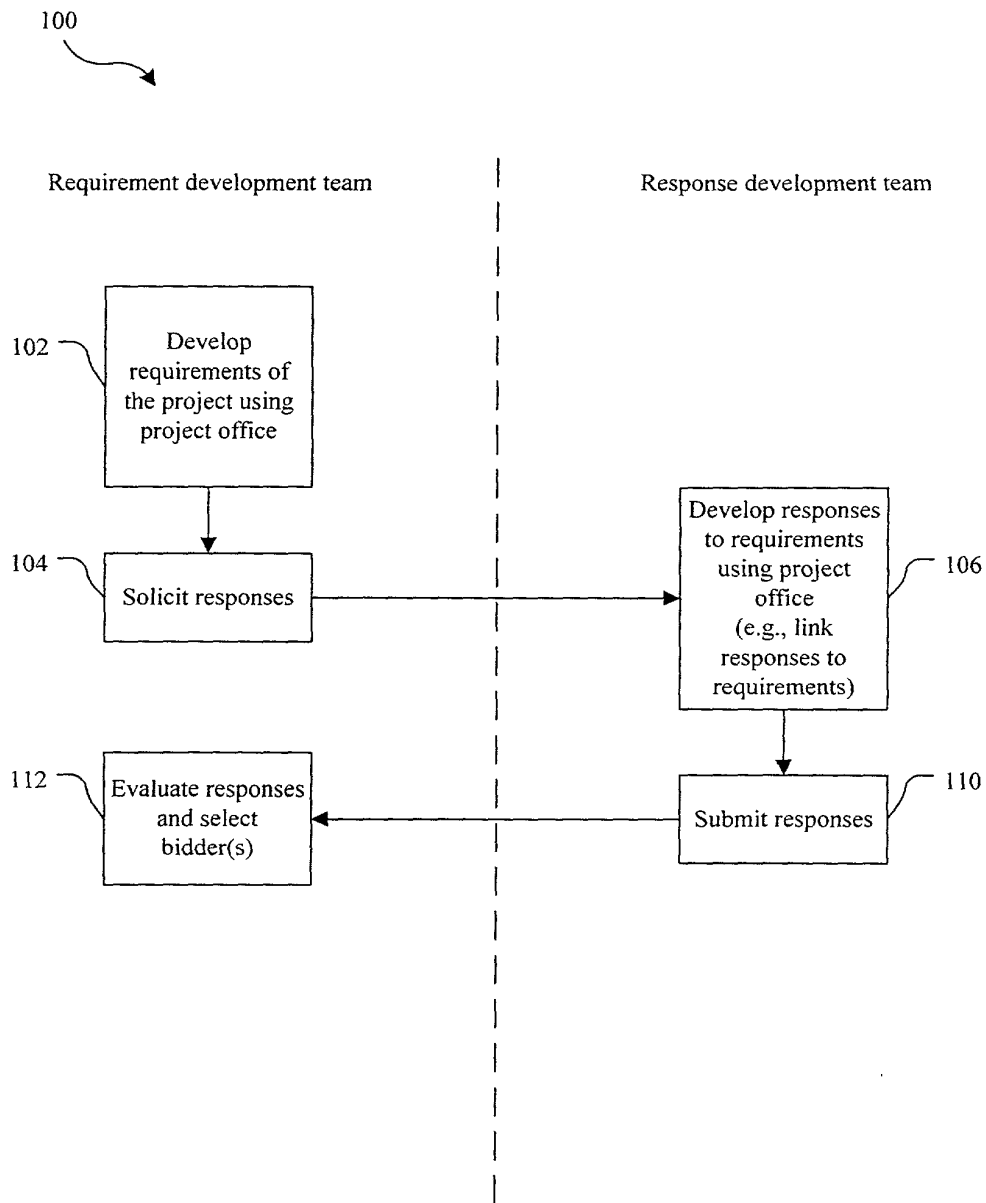 100
Requirement development team
Response development team
102
Develop
requirements of
the project using
project office
104
Solicit responses
Develop responses
to requirements
using project
office
(e.g., link
responses to
requirements)
106
112
Evaluate responses
and select
bidder(s)
Submit responses
110